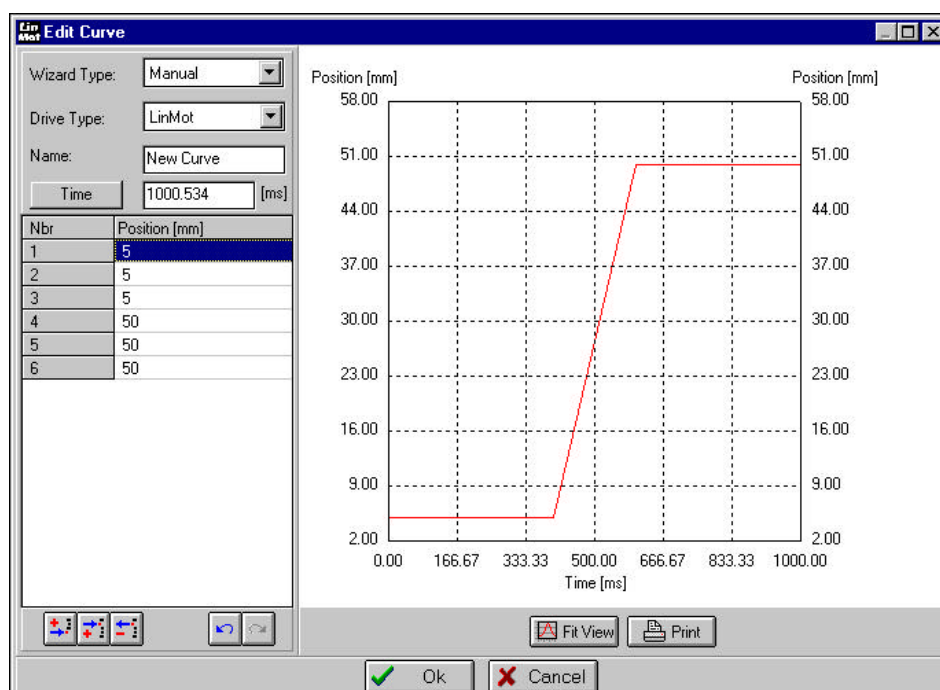 Lin Mot Edit Curve
Wizard Type: Manual
Drive Type: LinMot
Name: New Curve
Time 1000.534 [ms]
Nbr Position [mm]
1 5
2 5
3 5
4 50
5 50
6 50
Position [mm] Position [mm]
58.00 58.00
51.00 51.00
44.00 44.00
37.00 37.00
30.00 30.00
23.00 23.00
16.00 16.00
9.00 9.00
2.00 2.00
0.00 166.67 333.33 500.00 666.67 833.33 1000.00
Time [ms]
Fit View Print
Ok Cancel